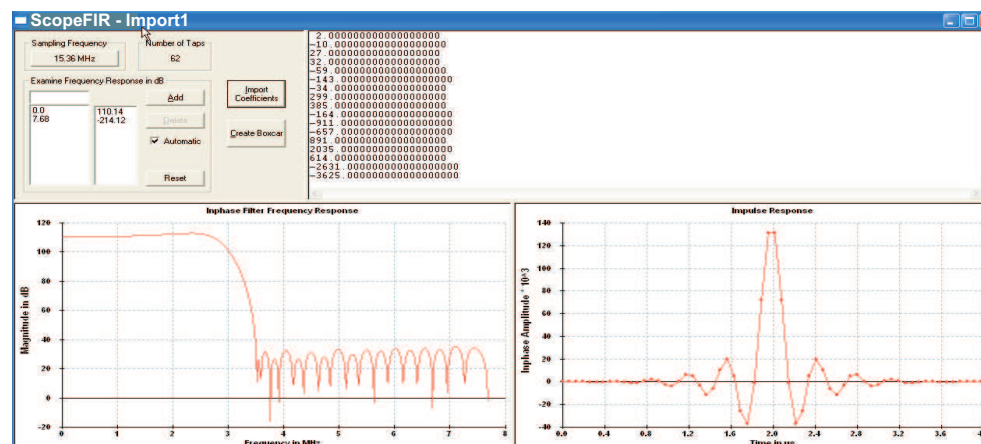 ScopeFIR - Import1
Sampling Frequency
15.36 MHz
Number of Taps
62
Examine Frequency Response in dB
0.0
7.68
110.14
-214.12
Add
Delete
Automatic
Reset
Import
Coefficients
Create Boxcar
2.000000000000000000
-10.000000000000000000
27.000000000000000000
32.000000000000000000
-59.000000000000000000
-143.000000000000000000
-34.000000000000000000
299.000000000000000000
385.000000000000000000
-164.000000000000000000
-911.000000000000000000
-657.000000000000000000
891.000000000000000000
2035.000000000000000000
614.000000000000000000
-2631.000000000000000000
-3625.000000000000000000
Inphase Filter Frequency Response
Magnitude in dB
120
100
80
60
40
20
0
-20
0 1 2 3 4 5 6 7 8
Frequency in MHz
Impulse Response
Inphase Amplitude * 10^3
140
120
100
80
60
40
20
0
-20
-40
0.0 0.4 0.8 1.2 1.6 2.0 2.4 2.8 3.2 3.6 4
Time in us